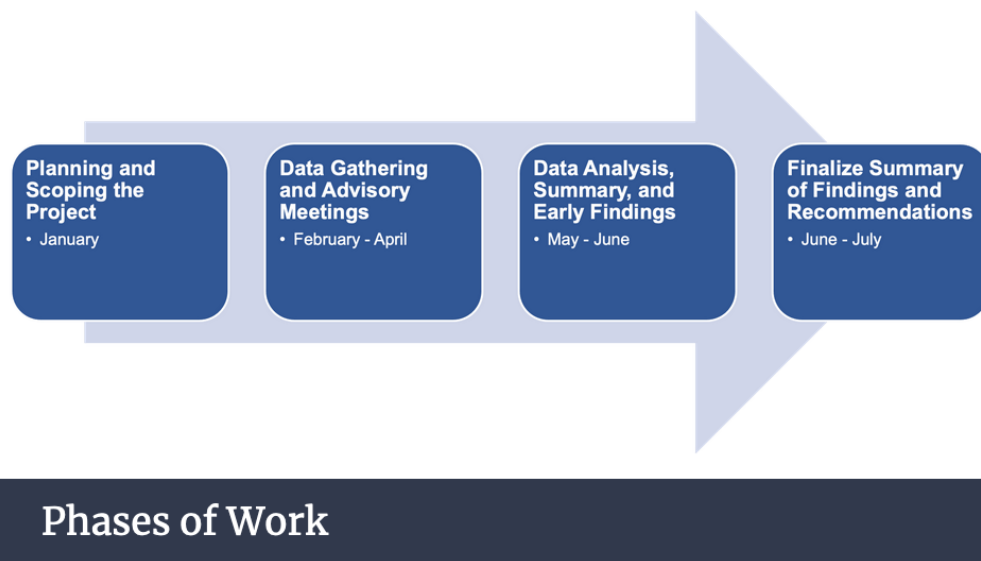 Planning and
Scoping the
Project
• January
Data Gathering
and Advisory
Meetings
• February - April
Data Analysis,
Summary, and
Early Findings
• May - June
Finalize Summary
of Findings and
Recommendations
• June - July
Phases of Work